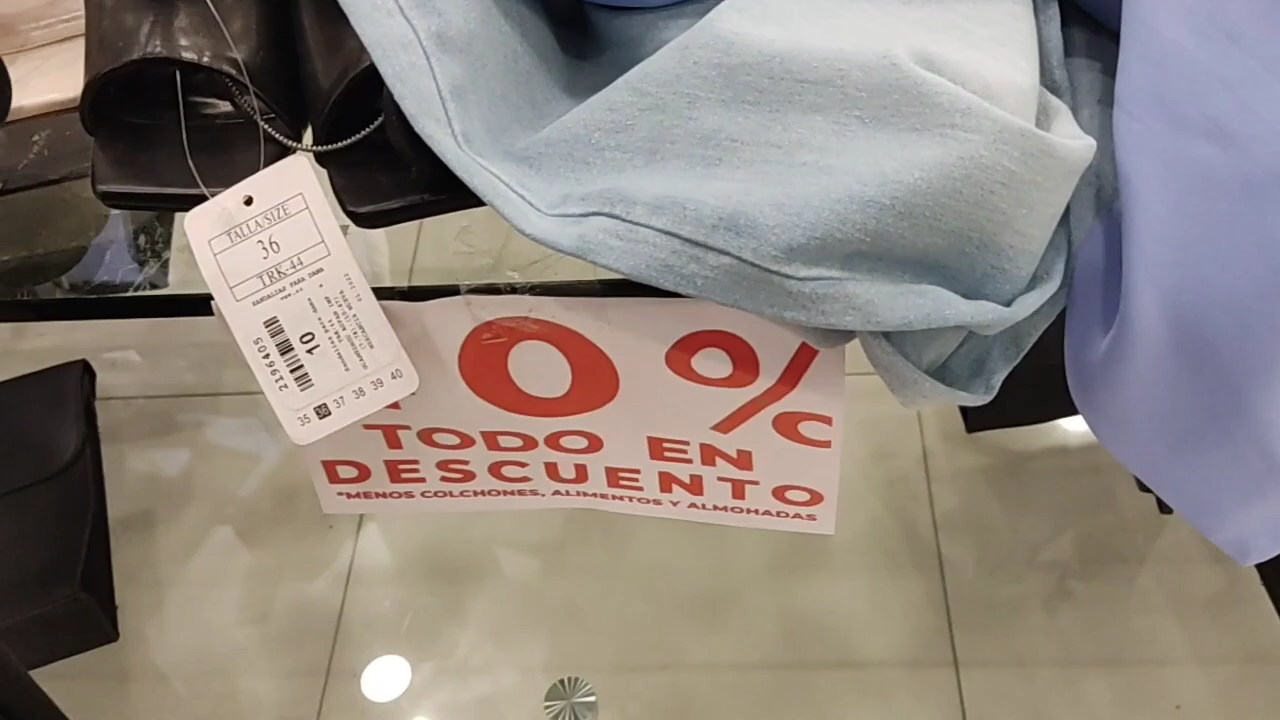 TALLA/SIZE
36
TRK-44
SANDALIAS PARA DAMA
10
2196405
35 36 37 38 39 40
0 %
TODO EN
DESCUENTO
*MENOS COLCHONES, ALIMENTOS Y ALMOHADAS